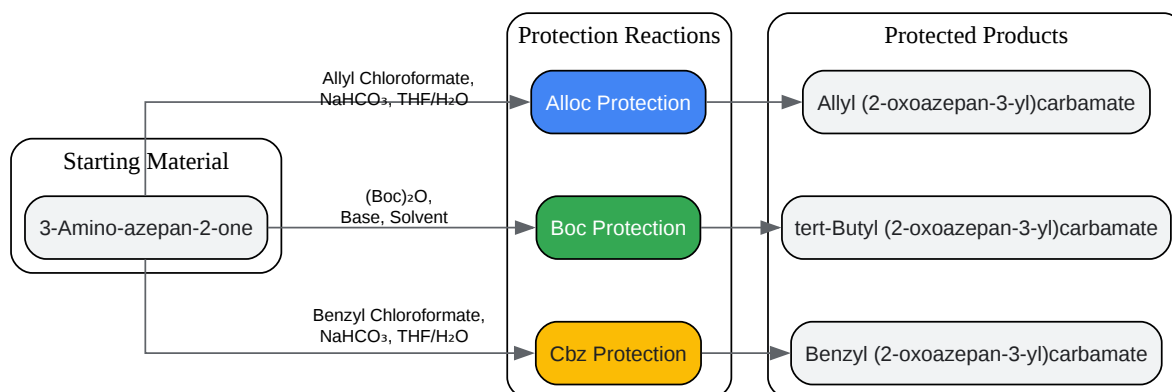 Protection Reactions
Protected Products
Allyl Chloroformate,
NaHCO₃, THF/H₂O
Alloc Protection
Allyl (2-oxoazepan-3-yl)carbamate
Starting Material
3-Amino-azepan-2-one
(Boc)₂O,
Base, Solvent
Boc Protection
tert-Butyl (2-oxoazepan-3-yl)carbamate
Benzyl Chloroformate,
NaHCO₃, THF/H₂O
Cbz Protection
Benzyl (2-oxoazepan-3-yl)carbamate